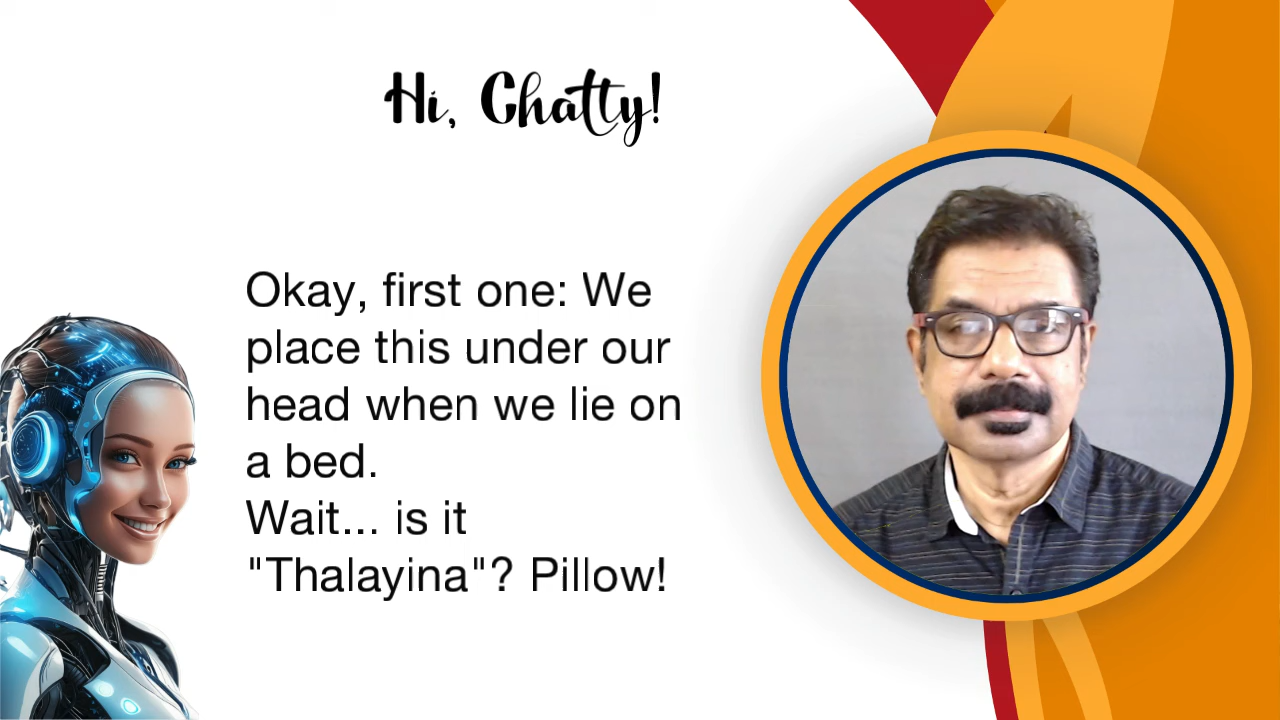 Hi, Chatty!
Okay, first one: We
place this under our
head when we lie on
a bed.
Wait... is it
"Thalayina"? Pillow!